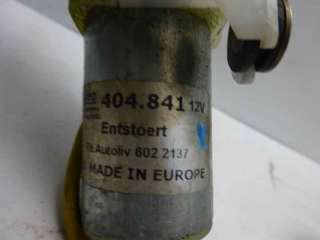 404.841 12V
Entstoert
Autoliv 602 2137
MADE IN EUROPE